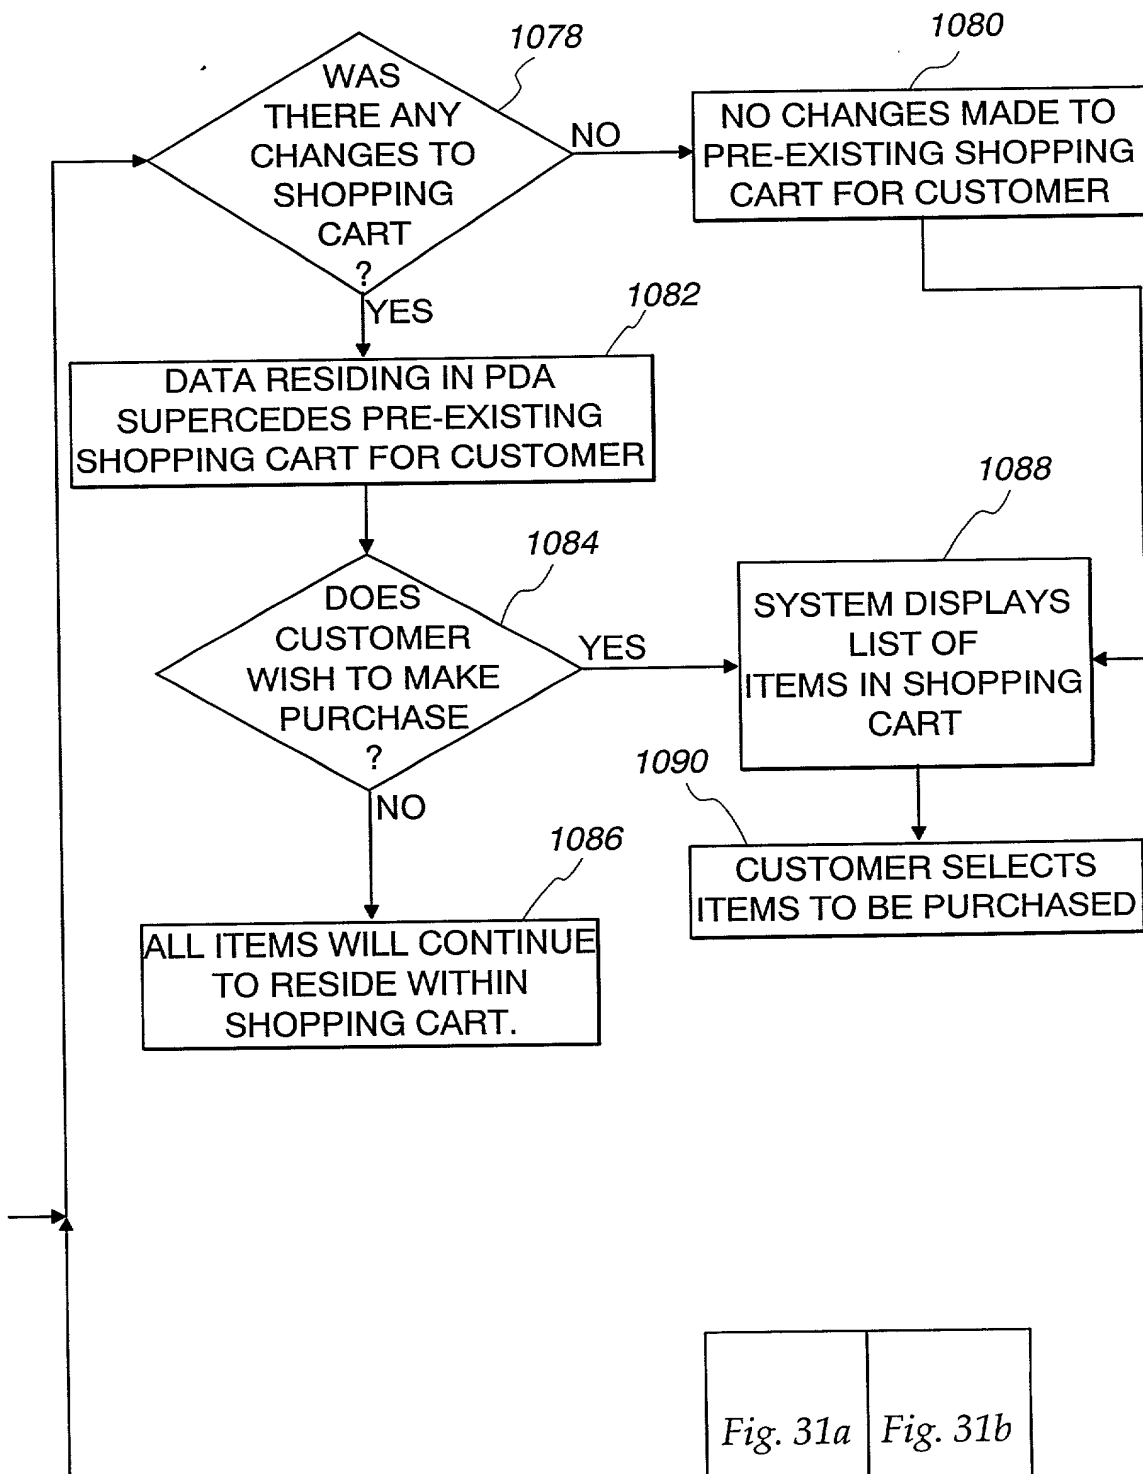 1078
WAS
THERE ANY
CHANGES TO
SHOPPING
CART
?
NO
1080
NO CHANGES MADE TO
PRE-EXISTING SHOPPING
CART FOR CUSTOMER
YES
1082
DATA RESIDING IN PDA
SUPERCEDES PRE-EXISTING
SHOPPING CART FOR CUSTOMER
1084
DOES
CUSTOMER
WISH TO MAKE
PURCHASE
?
YES
1088
SYSTEM DISPLAYS
LIST OF
ITEMS IN SHOPPING
CART
NO
1086
ALL ITEMS WILL CONTINUE
TO RESIDE WITHIN
SHOPPING CART.
1090
CUSTOMER SELECTS
ITEMS TO BE PURCHASED
Fig. 31a
Fig. 31b